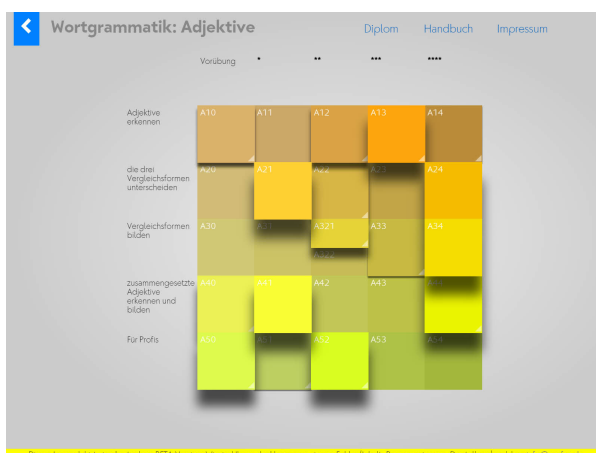 Wortgrammatik: Adjektive
Diplom Handbuch Impressum
Vorübung * ** *** ****
Adjektive
erkennen
A10 A11 A12 A13 A14
die drei
Vergleichsformen
unterscheiden
A20 A21 A22 A23 A24
Vergleichsformen
bilden
A30 A31 A321 A33 A34
A322
zusammengesetzte
Adjektive
erkennen und
bilden
A40 A41 A42 A43
Für Profis
A50 A51 A52 A53 A54